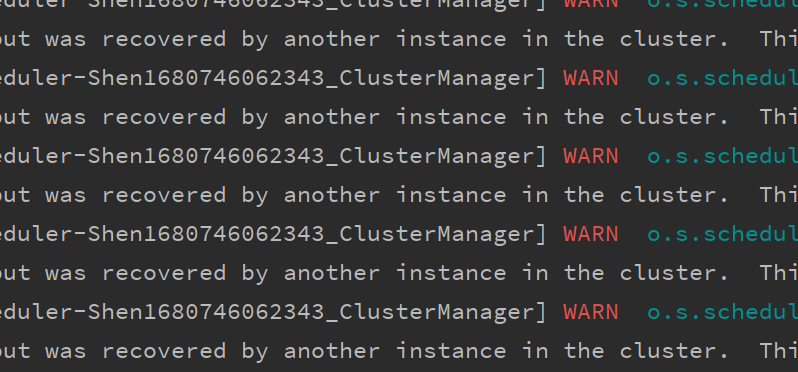 eduler-Shen1680746062343_ClusterManager] WARN o.s.schedul
out was recovered by another instance in the cluster.  Thi
eduler-Shen1680746062343_ClusterManager] WARN  o.s.schedul
out was recovered by another instance in the cluster.  Thi
eduler-Shen1680746062343_ClusterManager] WARN  o.s.schedul
out was recovered by another instance in the cluster.  Thi
eduler-Shen1680746062343_ClusterManager] WARN  o.s.schedul
out was recovered by another instance in the cluster.  Thi
eduler-Shen1680746062343_ClusterManager] WARN  o.s.schedul
out was recovered by another instance in the cluster.  Thi